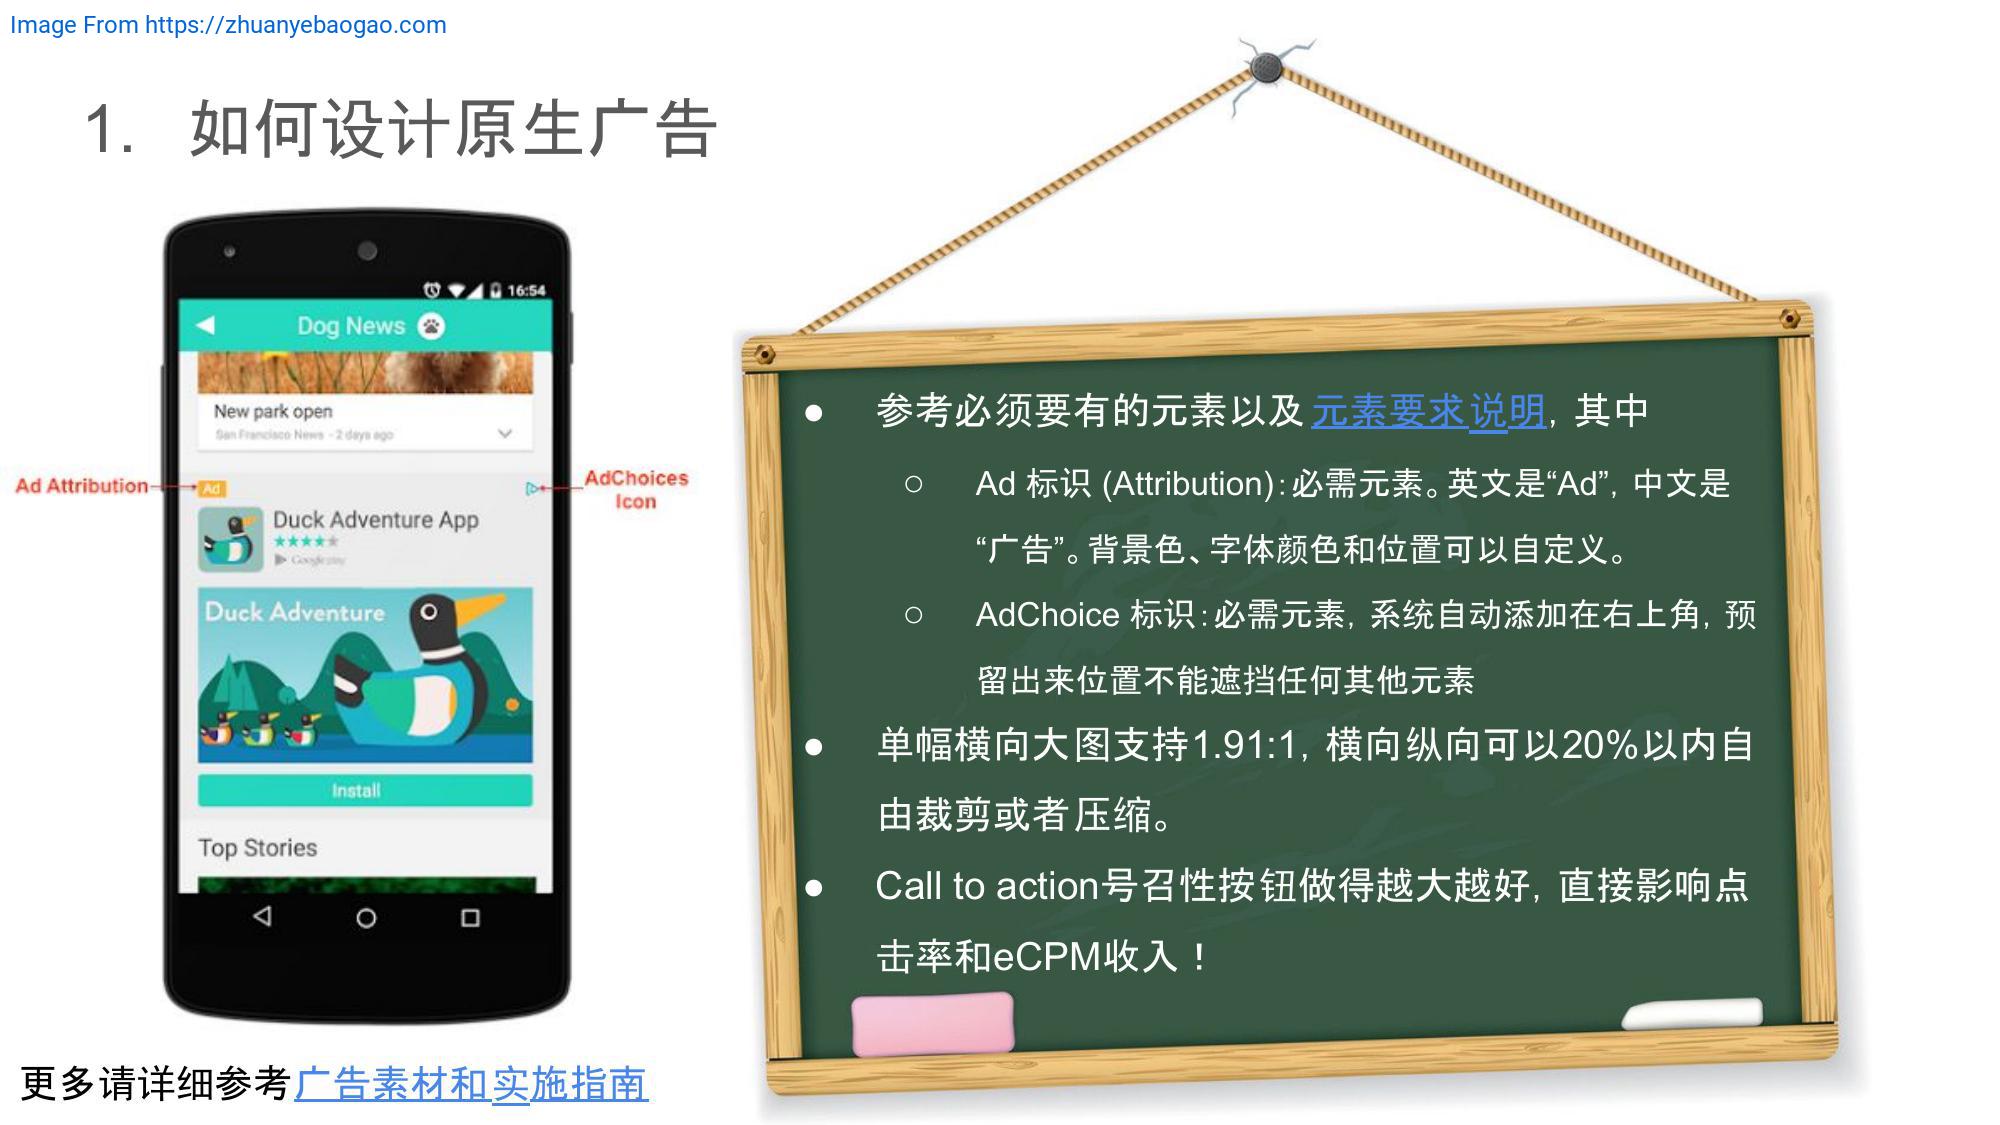 Image From https://zhuanyebaogao.com
1. 如何设计原生广告
16:54
Dog News
New park open
San Francisco News - 2 days ago
Ad Attribution
Ad
AdChoices
Icon
Duck Adventure App
Google play
Duck Adventure
Install
Top Stories
更多请详细参考广告素材和实施指南
● 参考必须要有的元素以及元素要求说明，其中
○ Ad 标识 (Attribution)：必需元素。英文是“Ad”，中文是
“广告”。背景色、字体颜色和位置可以自定义。
○ AdChoice 标识：必需元素，系统自动添加在右上角，预
留出来位置不能遮挡任何其他元素
● 单幅横向大图支持1.91:1，横向纵向可以20%以内自
由裁剪或者压缩。
● Call to action号召性按钮做得越大越好，直接影响点
击率和eCPM收入！